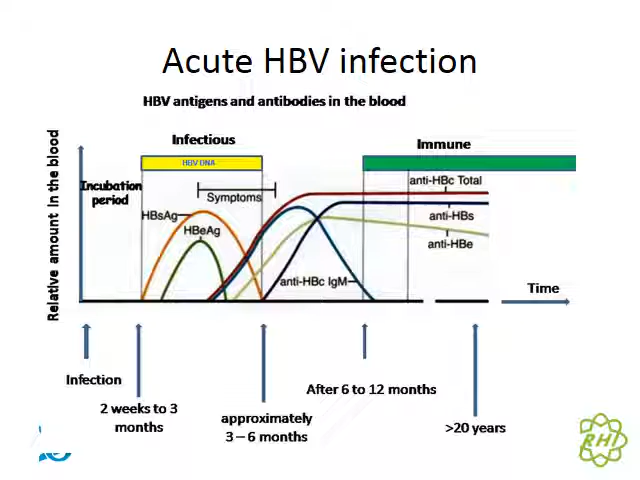 Acute HBV infection
HBV antigens and antibodies in the blood
Relative amount in the blood
Infectious
Immune
HBV DNA
Incubation
period
Symptoms
HBsAg
HBeAg
anti-HBc Total
anti-HBs
anti-HBe
anti-HBc IgM
Time
Infection
2 weeks to 3
months
approximately
3 – 6 months
After 6 to 12 months
>20 years
RHI